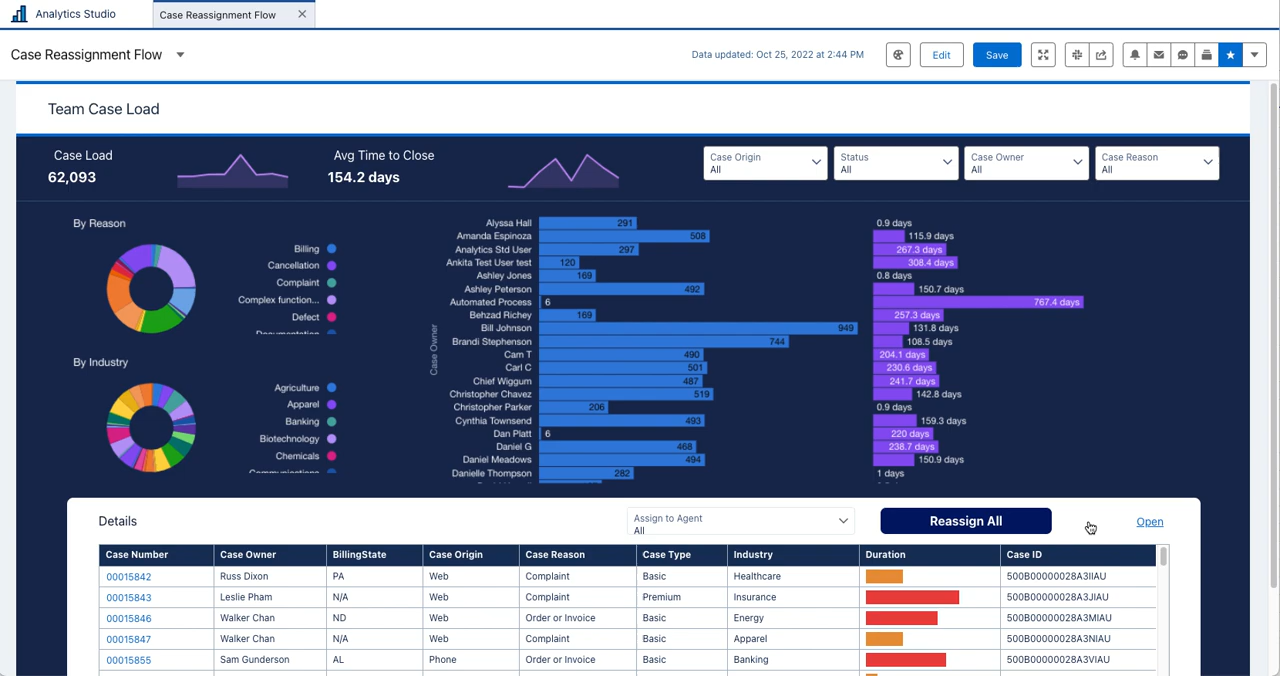 Analytics Studio
Case Reassignment Flow
Case Reassignment Flow
Data updated: Oct 25, 2022 at 2:44 PM
Edit
Save
Team Case Load
Case Load
62,093
Avg Time to Close
154.2 days
Case Origin
All
Status
All
Case Owner
All
Case Reason
All
By Reason
Billing
Cancellation
Complaint
Complex function...
Defect
Documentation
By Industry
Agriculture
Apparel
Banking
Biotechnology
Chemicals
Communications
Case Owner
Alyssa Hall 291 0.9 days
Amanda Espinoza 508 115.9 days
Analytics Std User 297 267.3 days
Ankita Test User test 120 308.4 days
Ashley Jones 169 0.8 days
Ashley Peterson 492 150.7 days
Automated Process 6 767.4 days
Behzad Richey 169 257.3 days
Bill Johnson 949 131.8 days
Brandi Stephenson 744 108.5 days
Cam T 490 204.1 days
Carl C 501 230.6 days
Chief Wiggum 487 241.7 days
Christopher Chavez 519 142.8 days
Christopher Parker 206 0.9 days
Cynthia Townsend 493 159.3 days
Dan Platt 6 220 days
Daniel G 468 238.7 days
Daniel Meadows 494 150.9 days
Danielle Thompson 282 1 days
Details
Assign to Agent
All
Reassign All
Open
Case Number Case Owner BillingState Case Origin Case Reason Case Type Industry Duration Case ID
00015842 Russ Dixon PA Web Complaint Basic Healthcare 500B00000028A3IIAU
00015843 Leslie Pham N/A Web Complaint Premium Insurance 500B00000028A3JIAU
00015846 Walker Chan ND Web Order or Invoice Basic Energy 500B00000028A3MIAU
00015847 Walker Chan N/A Web Complaint Basic Apparel 500B00000028A3NIAU
00015855 Sam Gunderson AL Phone Order or Invoice Basic Banking 500B00000028A3VIAU